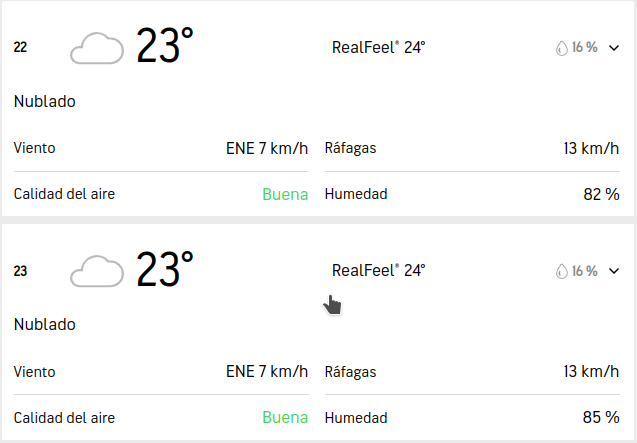 22 23° RealFeel® 24° 16 %
Nublado
Viento ENE 7 km/h Ráfagas 13 km/h
Calidad del aire Buena Humedad 82 %
23 23° RealFeel® 24° 16 %
Nublado
Viento ENE 7 km/h Ráfagas 13 km/h
Calidad del aire Buena Humedad 85 %